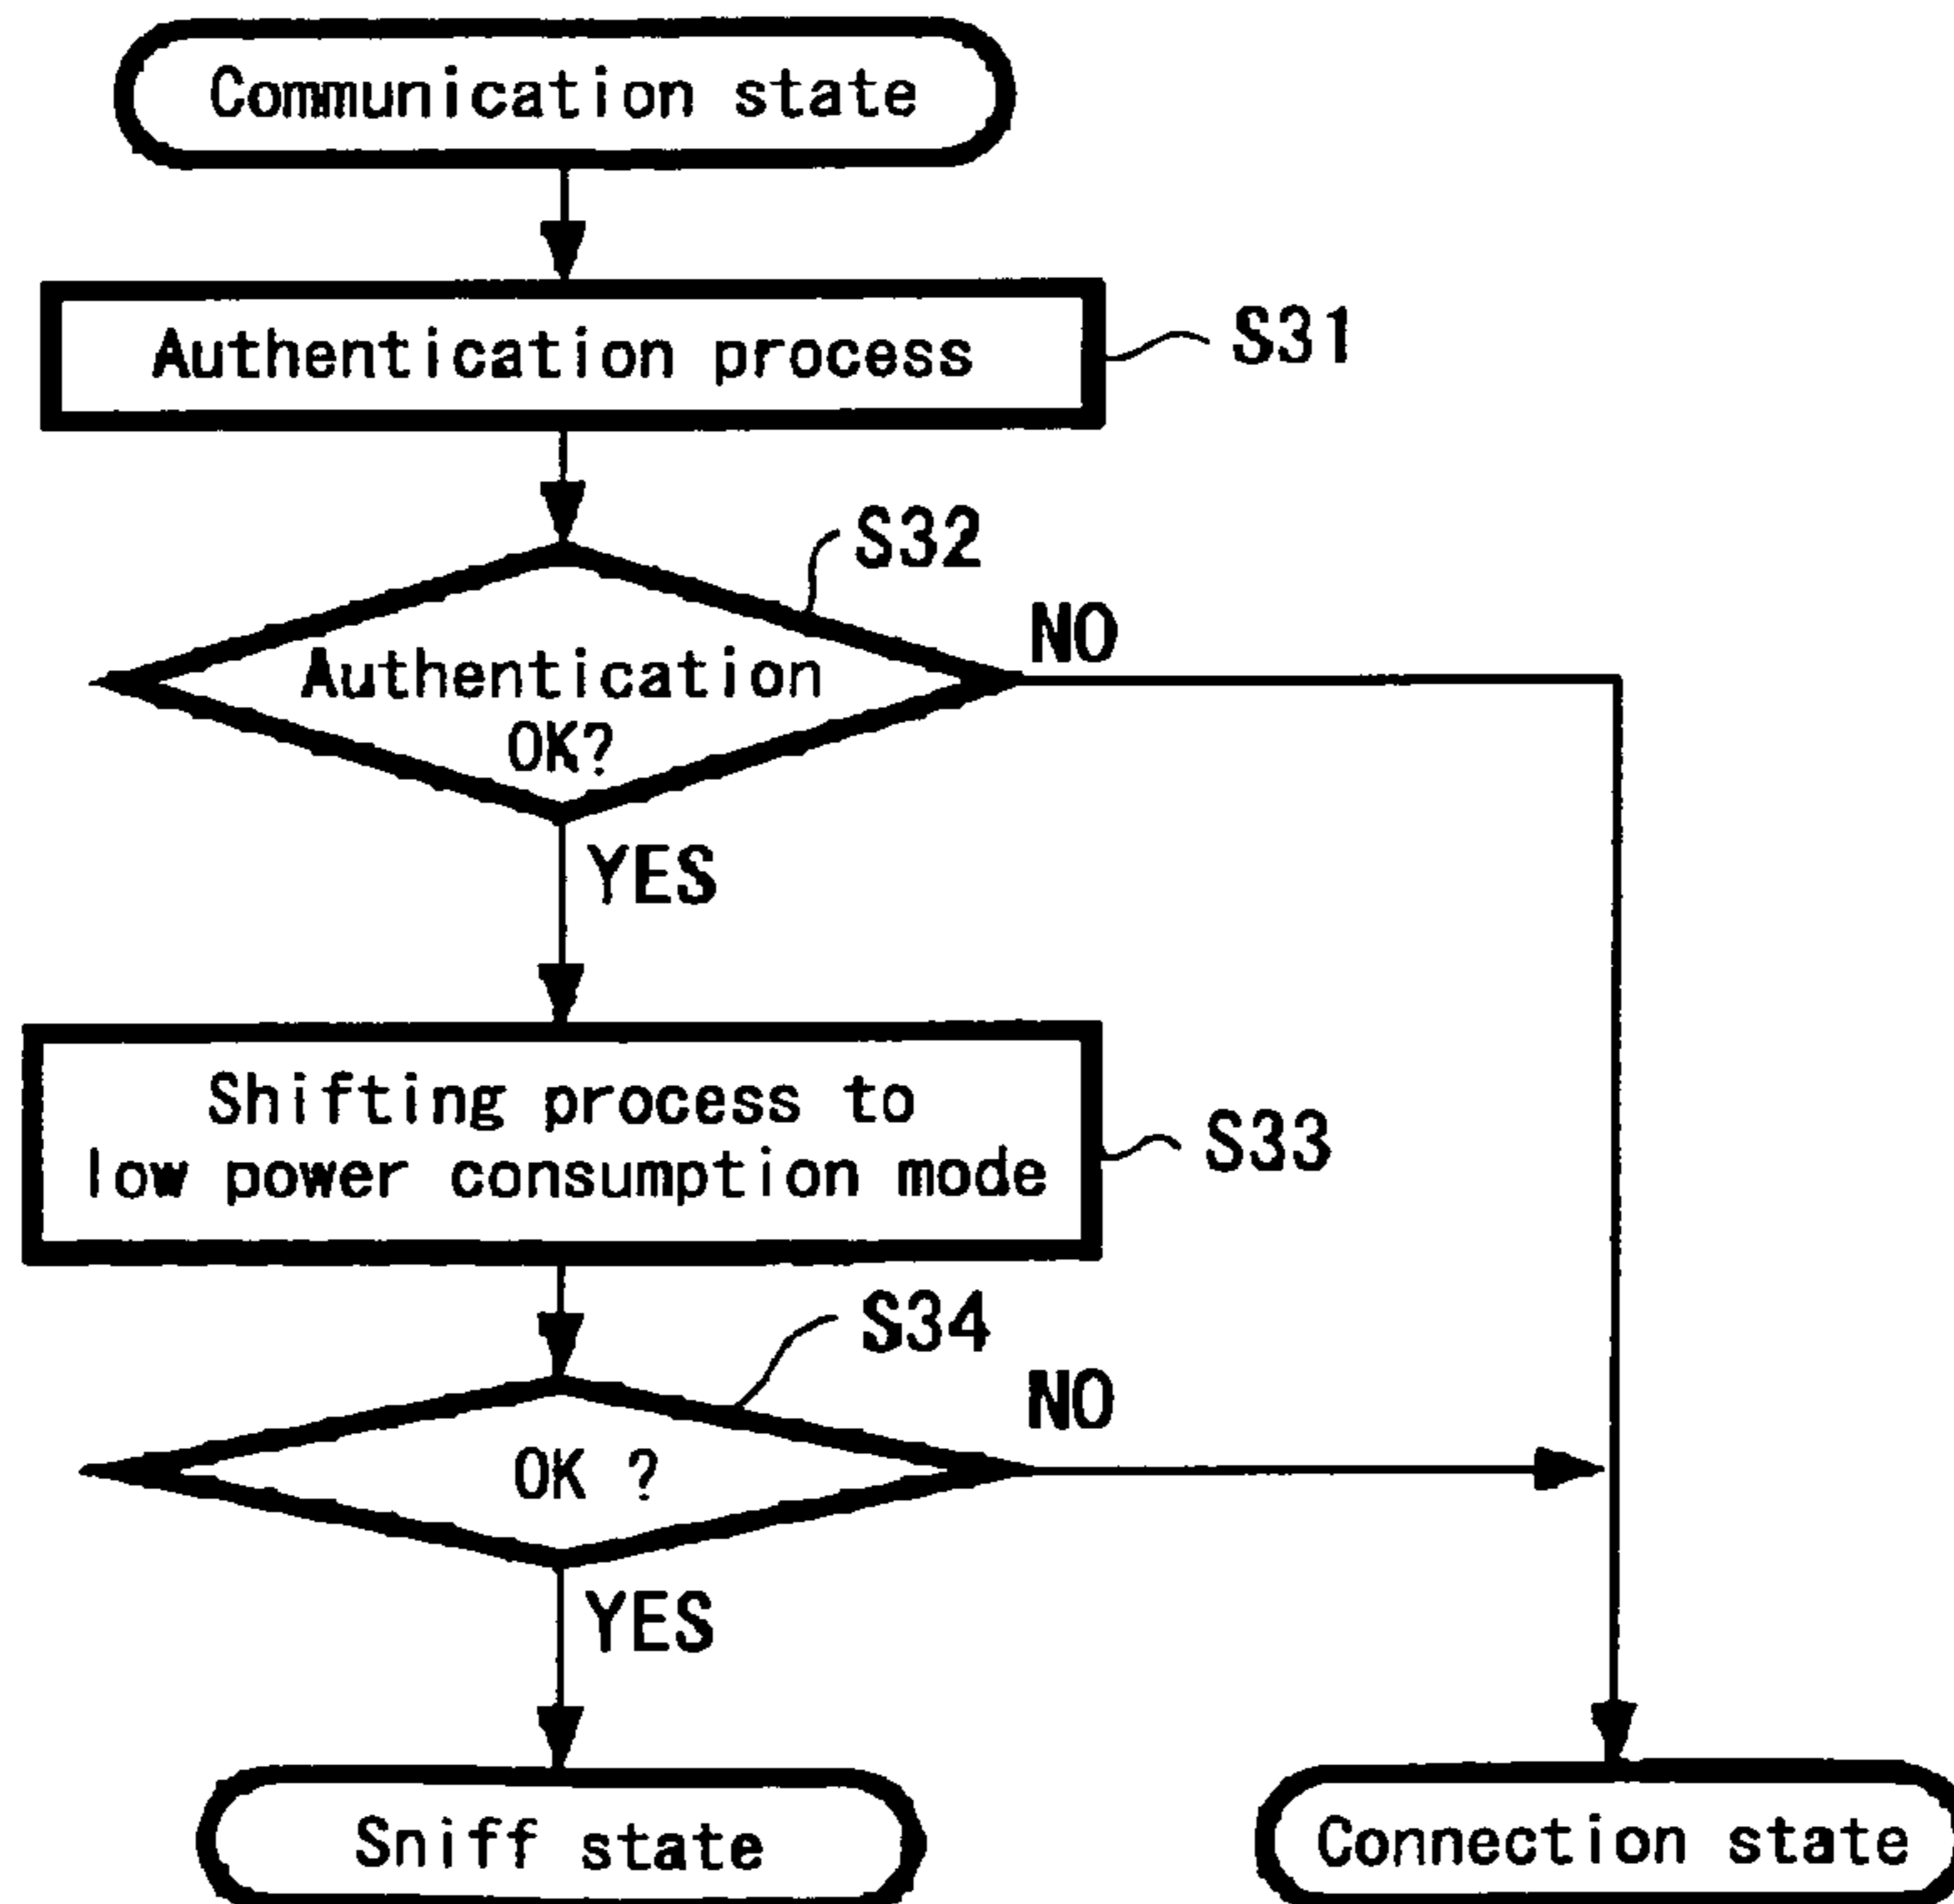 Communication state
Authentication process
S31
S32
NO
Authentication
OK?
YES
Shifting process to
low power consumption mode
S33
S34
NO
OK ?
YES
Sniff state
Connection state